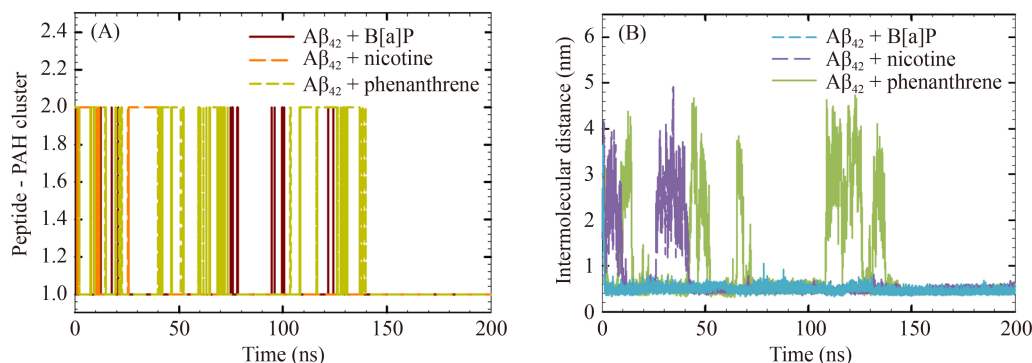 (A)
Aβ₄₂ + B[a]P
Aβ₄₂ + nicotine
Aβ₄₂ + phenanthrene
Peptide - PAH cluster
2.4
2.2
2.0
1.8
1.6
1.4
1.2
1.0
0 50 100 150 200
Time (ns)
(B)
Aβ₄₂ + B[a]P
Aβ₄₂ + nicotine
Aβ₄₂ + phenanthrene
Intermolecular distance (nm)
6
5
4
3
2
1
0
0 50 100 150 200
Time (ns)